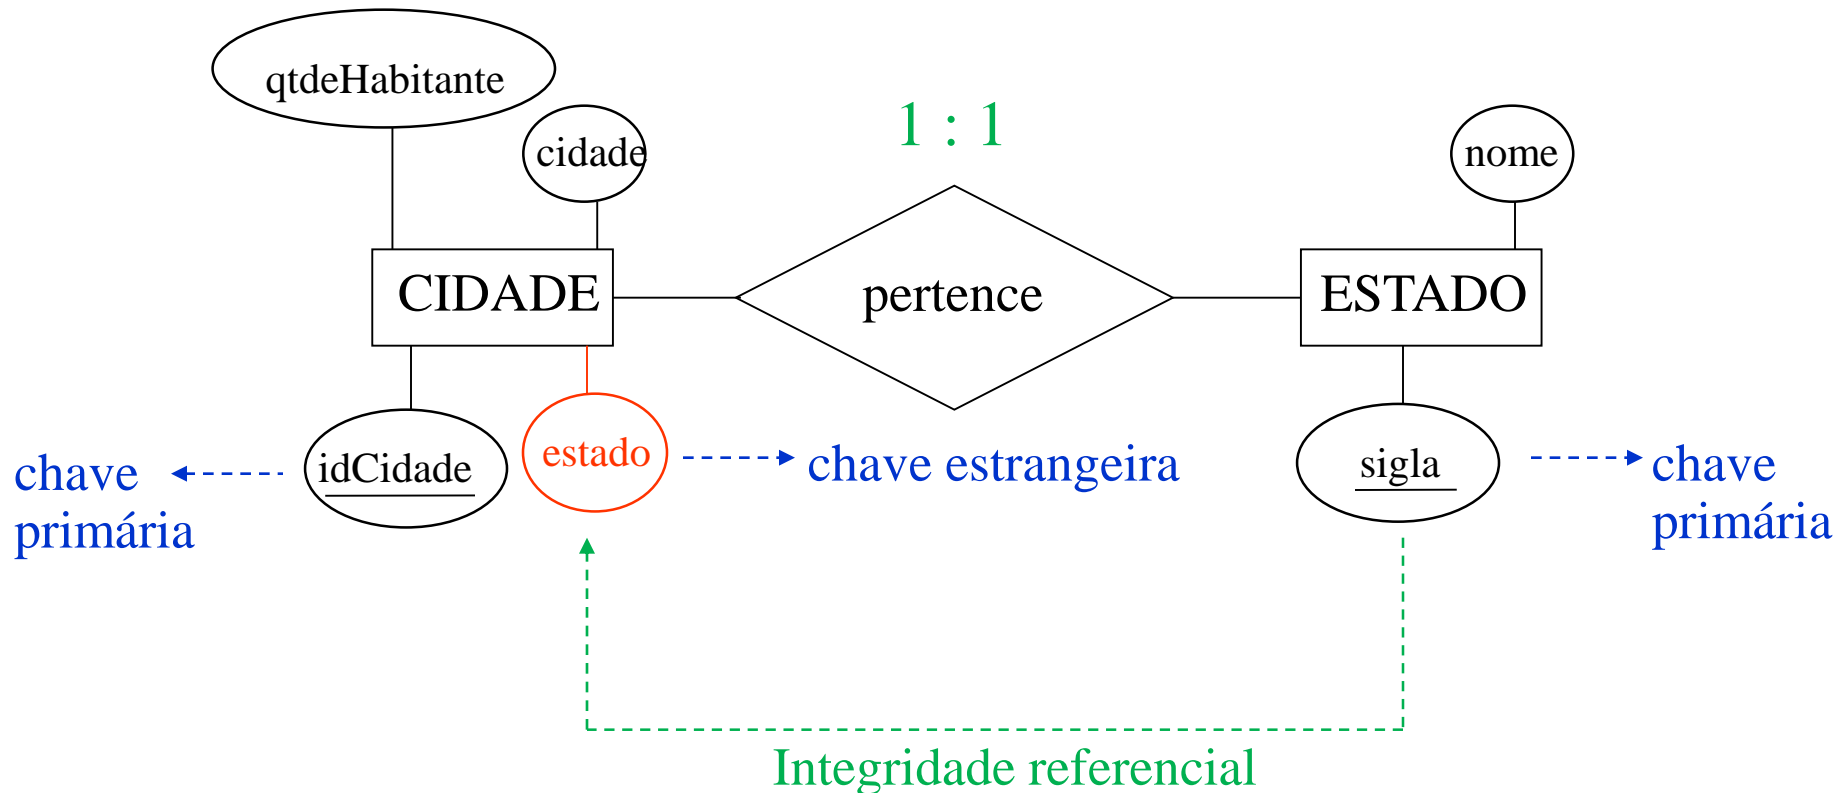 qtdeHabitante
cidade
1 : 1
nome
CIDADE
pertence
ESTADO
idCidade
estado
chave estrangeira
sigla
chave
primária
chave
primária
Integridade referencial